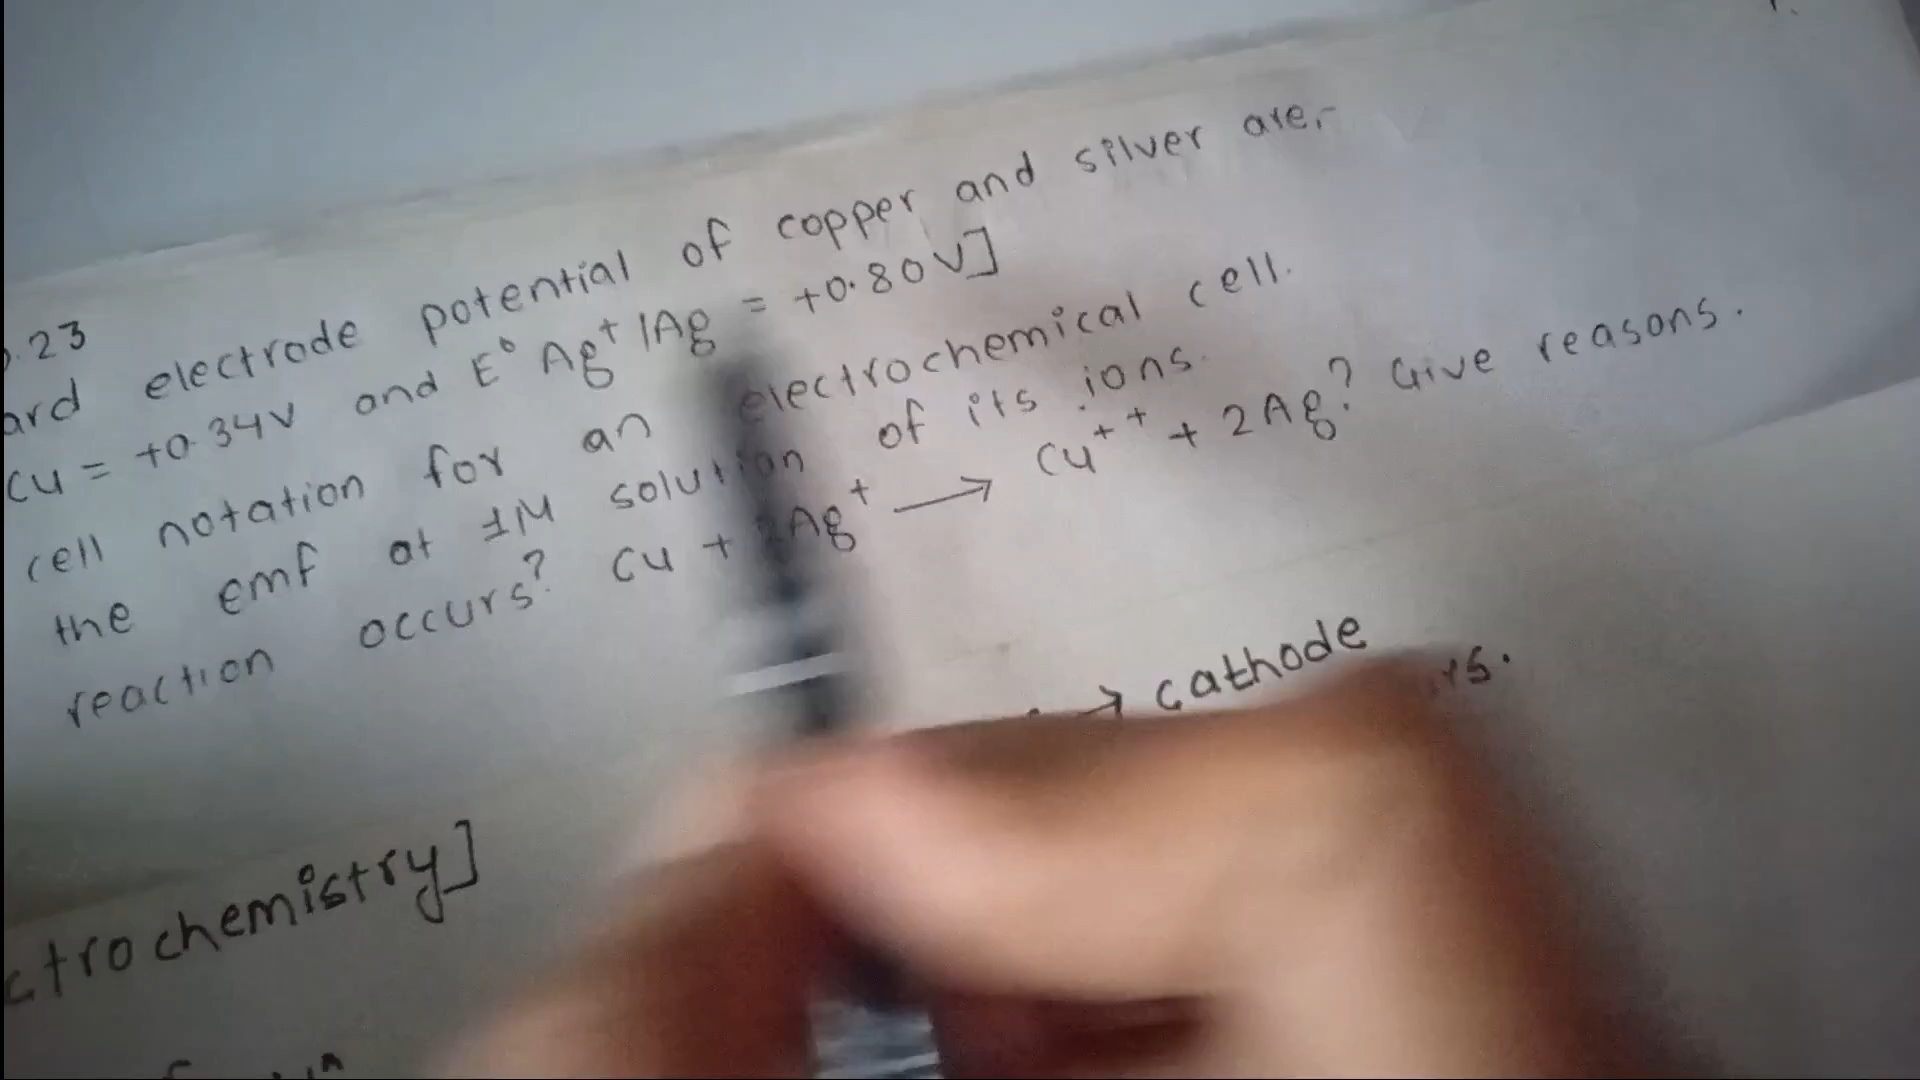 .23
ard electrode potential of copper and silver are,-
Cu = +0.34V and E° Ag+ |Ag = +0.80V]
cell notation for an electrochemical cell.
the emf at 1M solution of its ions.
reaction occurs? Cu + 2Ag+ → Cu++ + 2Ag? Give reasons.
→ cathode
rs.
ctrochemistry]